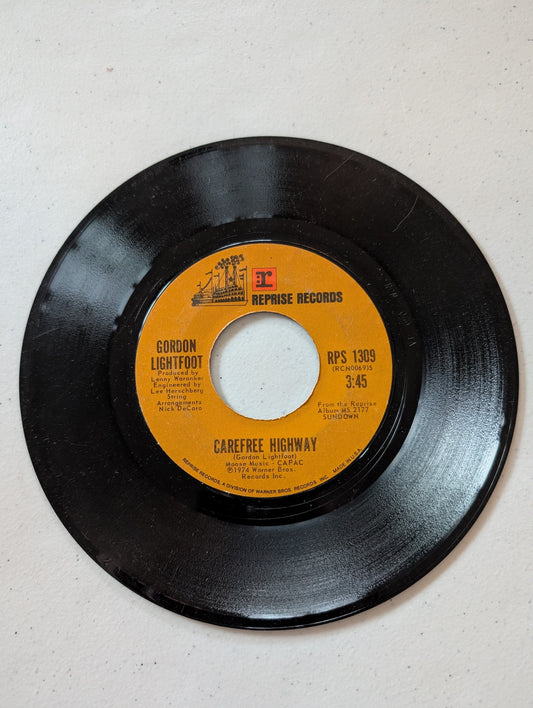 r
REPRISE RECORDS
GORDON
LIGHTFOOT
Produced by
Lenny Waronker
Engineered by
Lee Herschberg
String
Arrangements
Nick DeCaro
RPS 1309
(RCN0069)S
3:45
From the Reprise
Album MS 2177
SUNDOWN
CAREFREE HIGHWAY
(Gordon Lightfoot)
Moose Music - CAPAC
℗1974 Warner Bros.
Records Inc.
REPRISE RECORDS, A DIVISION OF WARNER BROS. RECORDS, INC. MADE IN U.S.A.